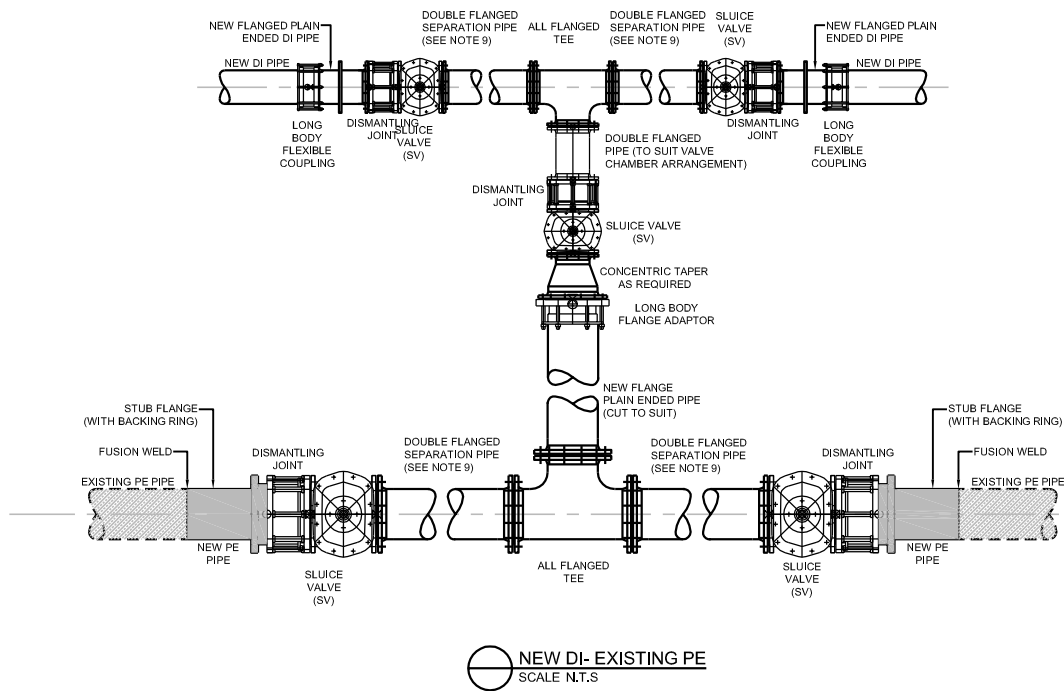 NEW FLANGED PLAIN
ENDED DI PIPE
DOUBLE FLANGED
SEPARATION PIPE
(SEE NOTE 9)
ALL FLANGED
TEE
DOUBLE FLANGED
SEPARATION PIPE
(SEE NOTE 9)
SLUICE
VALVE
(SV)
NEW FLANGED PLAIN
ENDED DI PIPE
NEW DI PIPE
NEW DI PIPE
LONG
BODY
FLEXIBLE
COUPLING
DISMANTLING
JOINT
SLUICE
VALVE
(SV)
DOUBLE FLANGED
PIPE (TO SUIT VALVE
CHAMBER ARRANGEMENT)
DISMANTLING
JOINT
LONG
BODY
FLEXIBLE
COUPLING
DISMANTLING
JOINT
SLUICE VALVE
(SV)
CONCENTRIC TAPER
AS REQUIRED
LONG BODY
FLANGE ADAPTOR
NEW FLANGE
PLAIN ENDED PIPE
(CUT TO SUIT)
STUB FLANGE
(WITH BACKING RING)
FUSION WELD
EXISTING PE PIPE
DISMANTLING
JOINT
DOUBLE FLANGED
SEPARATION PIPE
(SEE NOTE 9)
DOUBLE FLANGED
SEPARATION PIPE
(SEE NOTE 9)
DISMANTLING
JOINT
STUB FLANGE
(WITH BACKING RING)
FUSION WELD
EXISTING PE PIPE
NEW PE
PIPE
SLUICE
VALVE
(SV)
ALL FLANGED
TEE
SLUICE
VALVE
(SV)
NEW PE
PIPE
NEW DI- EXISTING PE
SCALE N.T.S